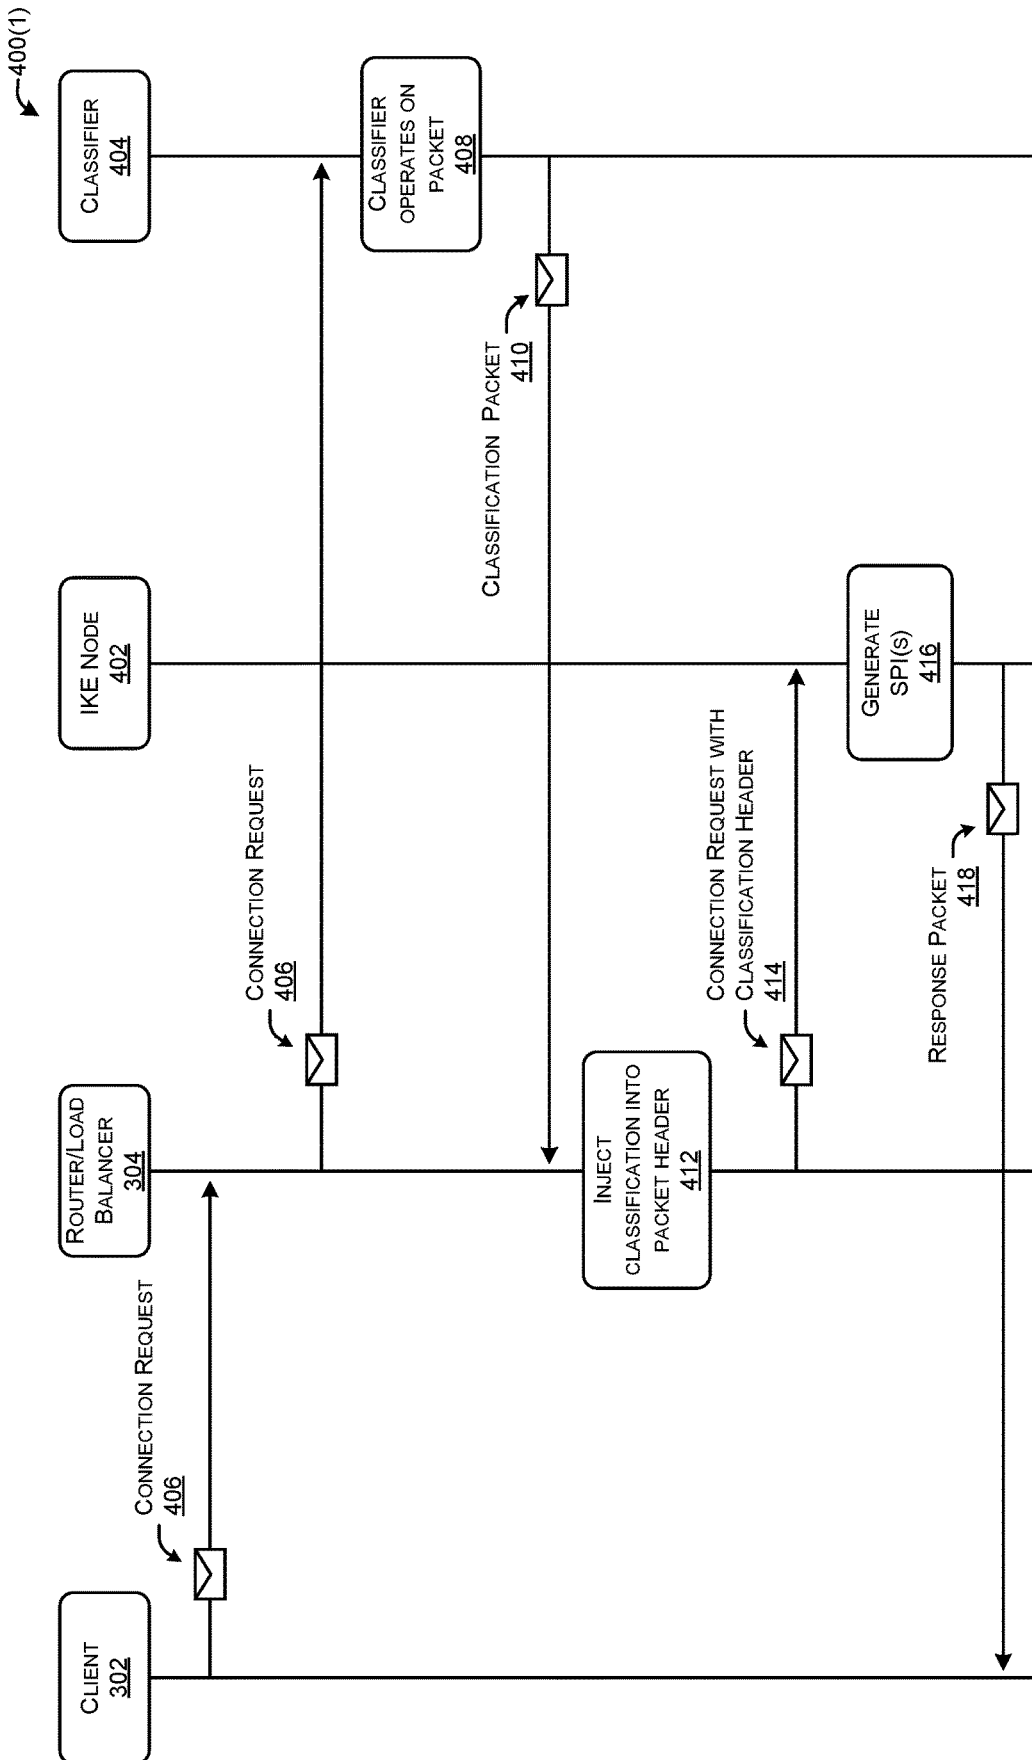 400(1)
CLIENT
302
ROUTER/LOAD
BALANCER
304
IKE NODE
402
CLASSIFIER
404
CONNECTION REQUEST
406
CONNECTION REQUEST
406
CLASSIFIER
OPERATES ON
PACKET
408
CLASSIFICATION PACKET
410
INJECT
CLASSIFICATION INTO
PACKET HEADER
412
CONNECTION REQUEST WITH
CLASSIFICATION HEADER
414
GENERATE
SPI(S)
416
RESPONSE PACKET
418